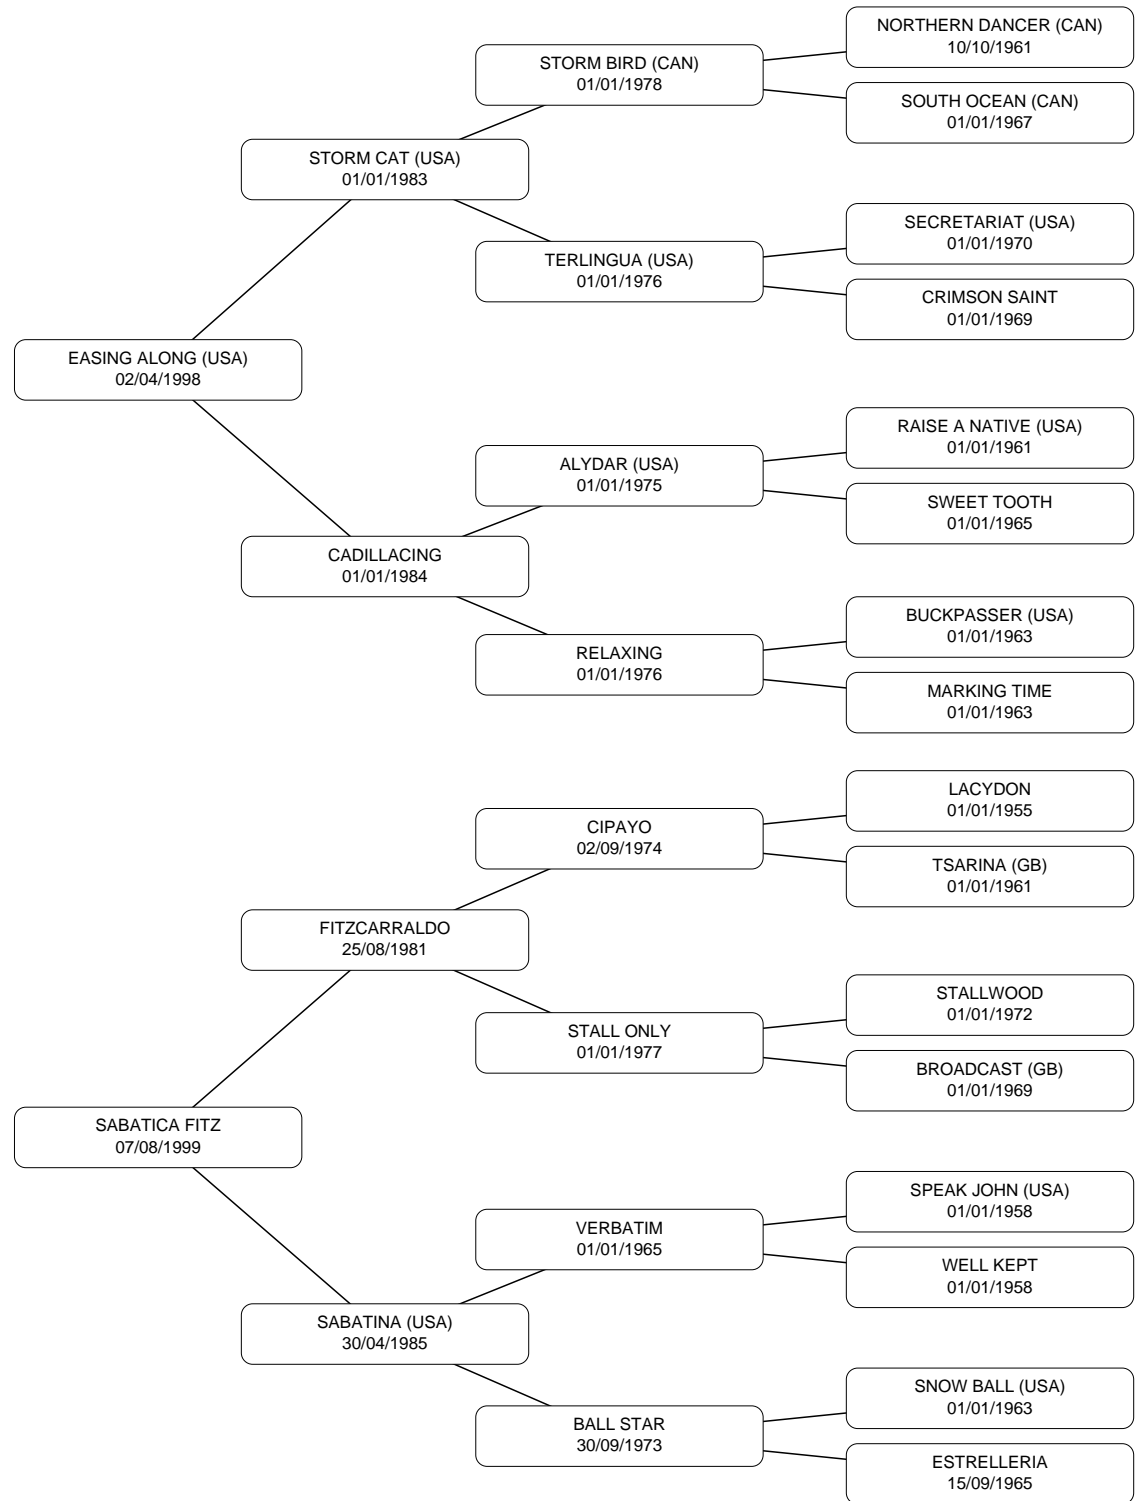 NORTHERN DANCER (CAN)
10/10/1961
STORM BIRD (CAN)
01/01/1978
SOUTH OCEAN (CAN)
01/01/1967
STORM CAT (USA)
01/01/1983
SECRETARIAT (USA)
01/01/1970
TERLINGUA (USA)
01/01/1976
CRIMSON SAINT
01/01/1969
EASING ALONG (USA)
02/04/1998
RAISE A NATIVE (USA)
01/01/1961
ALYDAR (USA)
01/01/1975
SWEET TOOTH
01/01/1965
CADILLACING
01/01/1984
BUCKPASSER (USA)
01/01/1963
RELAXING
01/01/1976
MARKING TIME
01/01/1963
LACYDON
01/01/1955
CIPAYO
02/09/1974
TSARINA (GB)
01/01/1961
FITZCARRALDO
25/08/1981
STALLWOOD
01/01/1972
STALL ONLY
01/01/1977
BROADCAST (GB)
01/01/1969
SABATICA FITZ
07/08/1999
SPEAK JOHN (USA)
01/01/1958
VERBATIM
01/01/1965
WELL KEPT
01/01/1958
SABATINA (USA)
30/04/1985
SNOW BALL (USA)
01/01/1963
BALL STAR
30/09/1973
ESTRELLERIA
15/09/1965